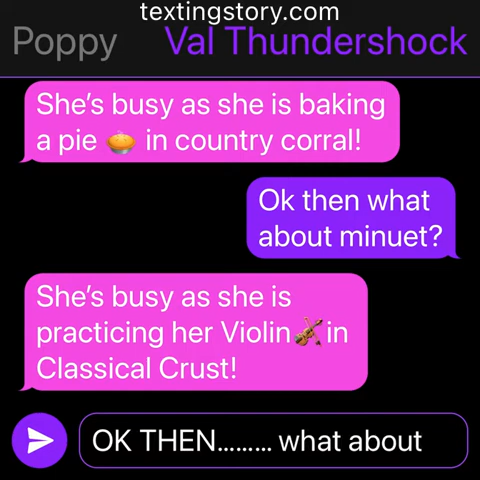 textingstory.com
Poppy Val Thundershock
She’s busy as she is baking
a pie 🥧 in country corral!
Ok then what
about minuet?
She’s busy as she is
practicing her Violin🎻in
Classical Crust!
OK THEN……… what about